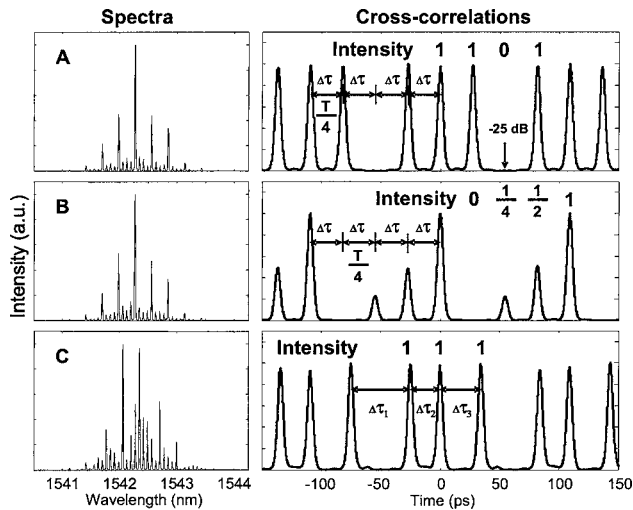 Spectra
Cross-correlations
A
Intensity 1 1 0 1
Δτ Δτ Δτ Δτ
T/4
-25 dB
B
Intensity 0 1/4 1/2 1
Δτ Δτ Δτ Δτ
T/4
C
Intensity 1 1 1
Δτ₁ Δτ₂ Δτ₃
Intensity (a.u.)
1541 1542 1543 1544
-100 -50 0 50 100 150
Wavelength (nm)
Time (ps)